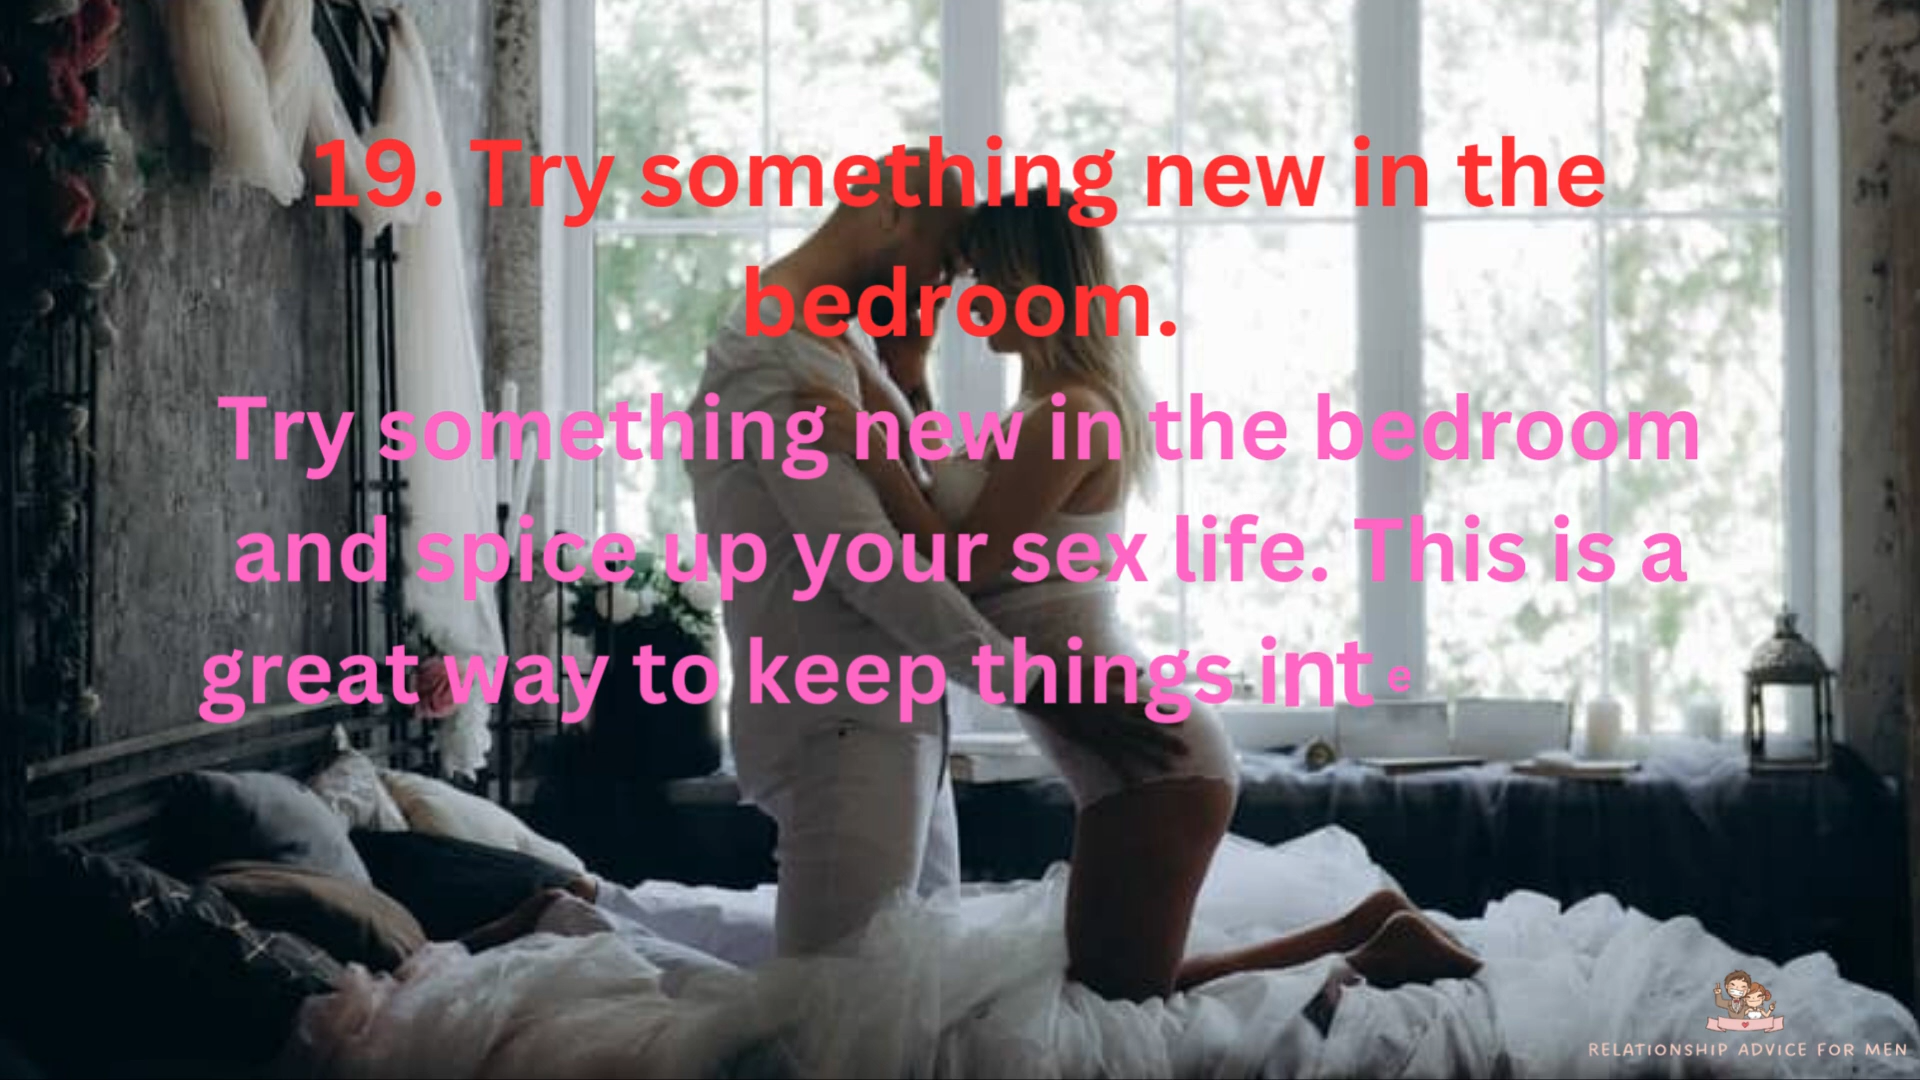 19. Try something new in the
bedroom.
Try something new in the bedroom
and spice up your sex life. This is a
great way to keep things inte
RELATIONSHIP ADVICE FOR MEN